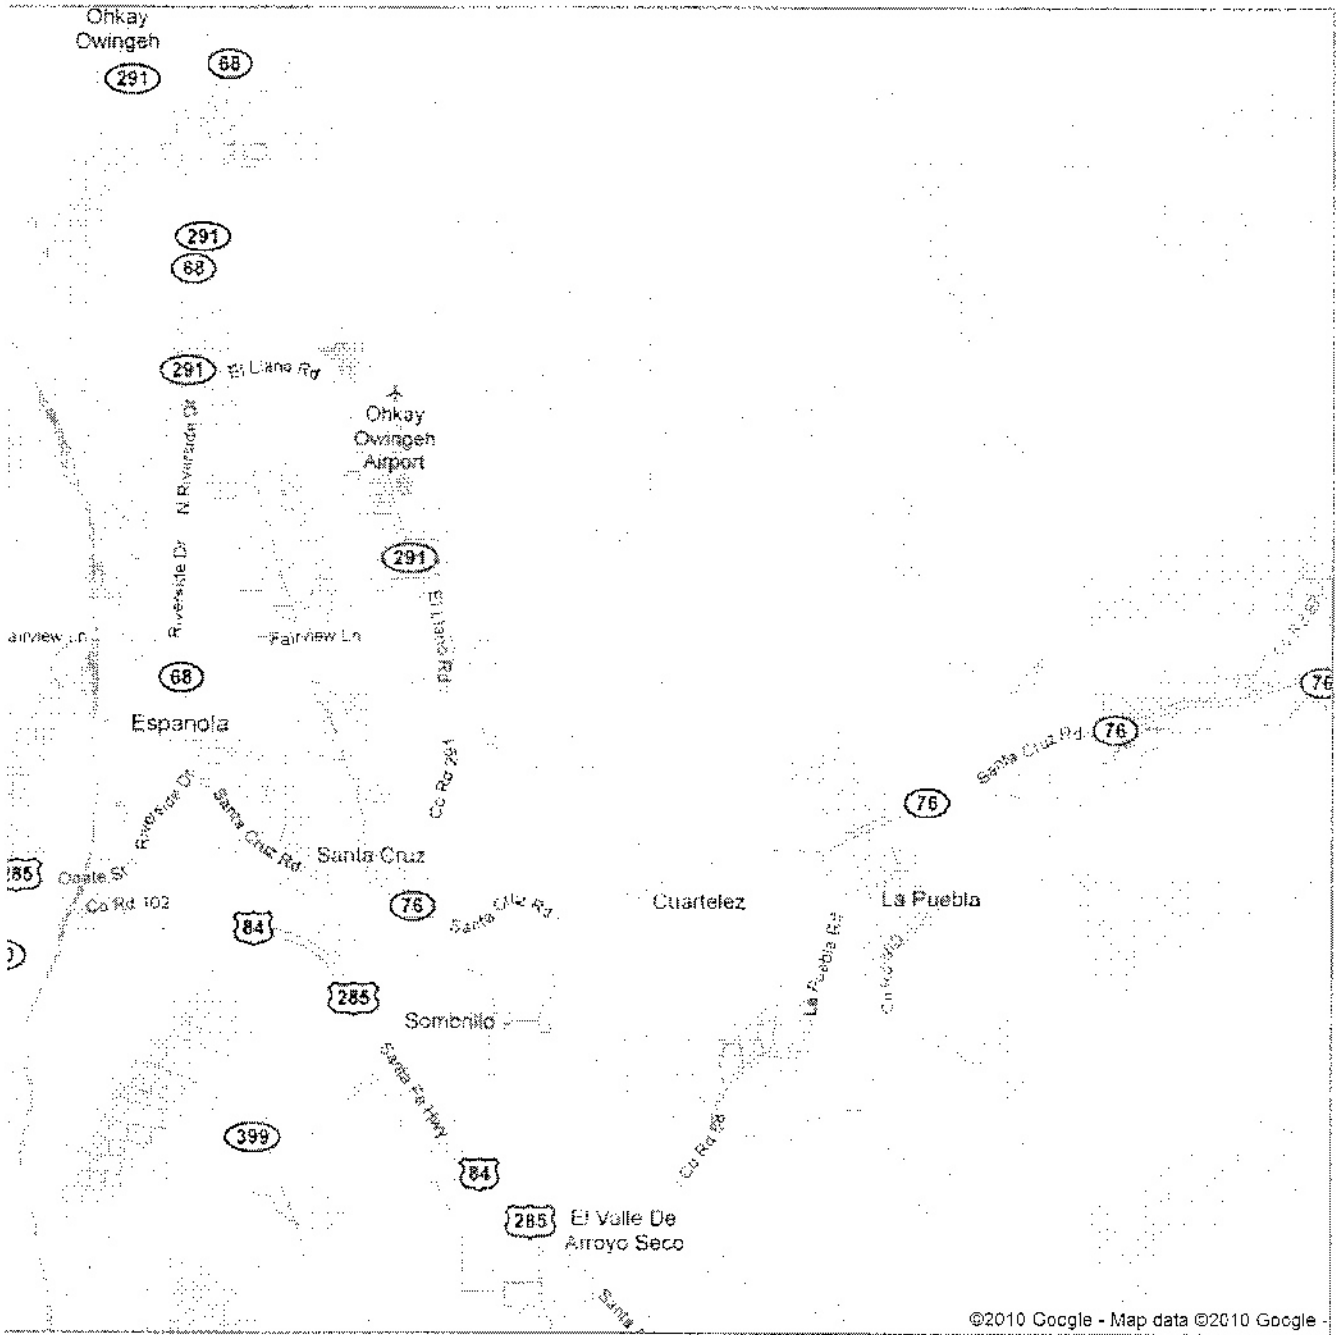 Ohkay
Owingeh
68
291
291
68
291
El Llano Rd
N Riverside Dr
Ohkay
Owingeh
Airport
291
Riverside Dr
El Llano Rd
airview Ln
Fairview Ln
68
76
Espanola
Santa Cruz Rd
76
Co Rd 291
Riverside Dr
Santa Cruz Rd
76
Santa Cruz
285
Oñate St
Co Rd 102
76
Santa Cruz Rd
Cuartelez
La Puebla
84
La Puebla Rd
285
Sombrillo
Santa Fe Hwy
399
Co Rd 88
84
285
El Valle De
Arroyo Seco
Santa
©2010 Google - Map data ©2010 Google -